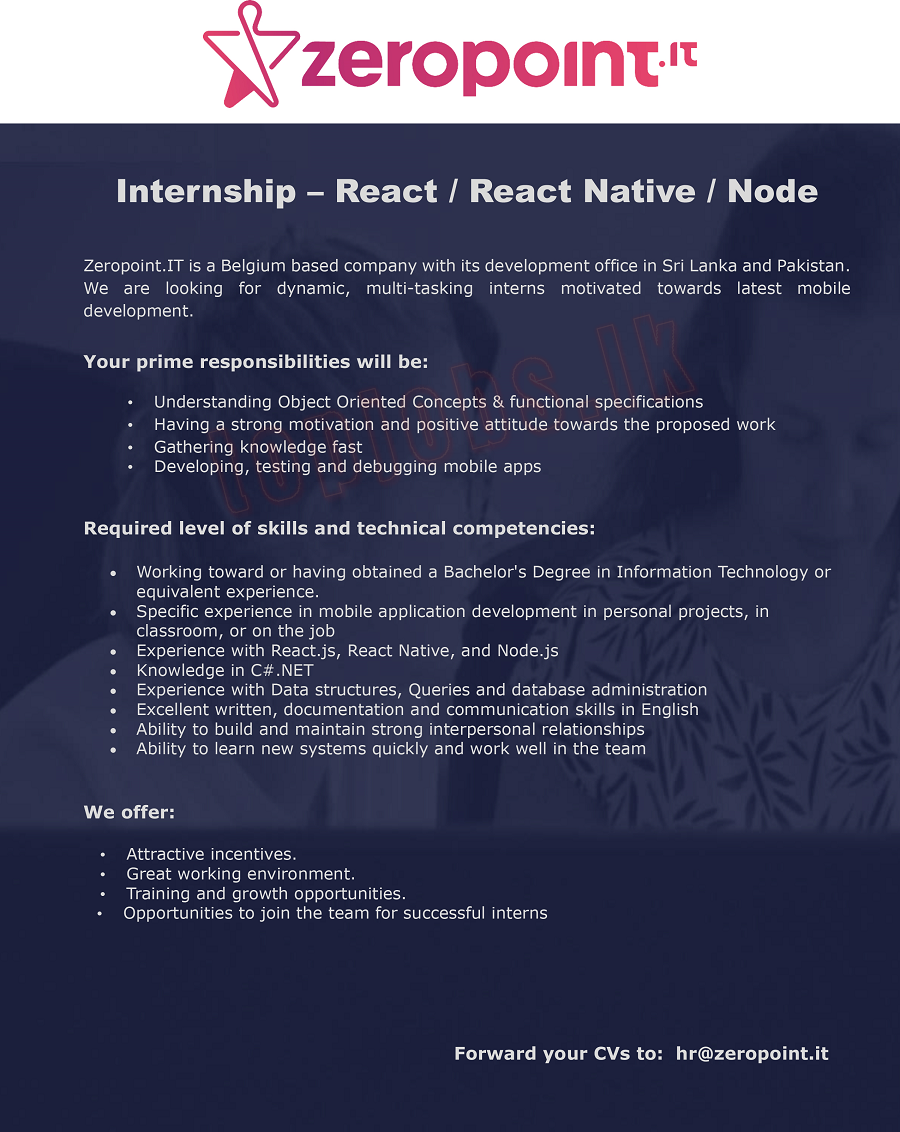 zeropoint.IT
Internship – React / React Native / Node
Zeropoint.IT is a Belgium based company with its development office in Sri Lanka and Pakistan.
We are looking for dynamic, multi-tasking interns motivated towards latest mobile
development.
Your prime responsibilities will be:
• Understanding Object Oriented Concepts & functional specifications
• Having a strong motivation and positive attitude towards the proposed work
• Gathering knowledge fast
• Developing, testing and debugging mobile apps
topjobs.lk
Required level of skills and technical competencies:
• Working toward or having obtained a Bachelor's Degree in Information Technology or
equivalent experience.
• Specific experience in mobile application development in personal projects, in
classroom, or on the job
• Experience with React.js, React Native, and Node.js
• Knowledge in C#.NET
• Experience with Data structures, Queries and database administration
• Excellent written, documentation and communication skills in English
• Ability to build and maintain strong interpersonal relationships
• Ability to learn new systems quickly and work well in the team
We offer:
• Attractive incentives.
• Great working environment.
• Training and growth opportunities.
• Opportunities to join the team for successful interns
Forward your CVs to: hr@zeropoint.it